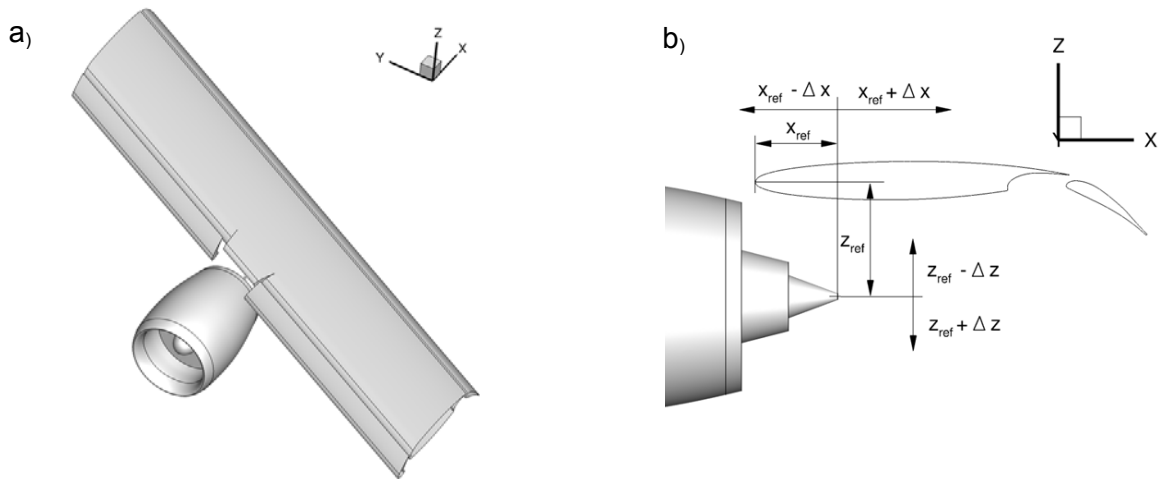 a)
Z
X
Y
b)
Z
X
Y
x_ref - Δ x
x_ref + Δ x
x_ref
z_ref
z_ref - Δ z
z_ref + Δ z